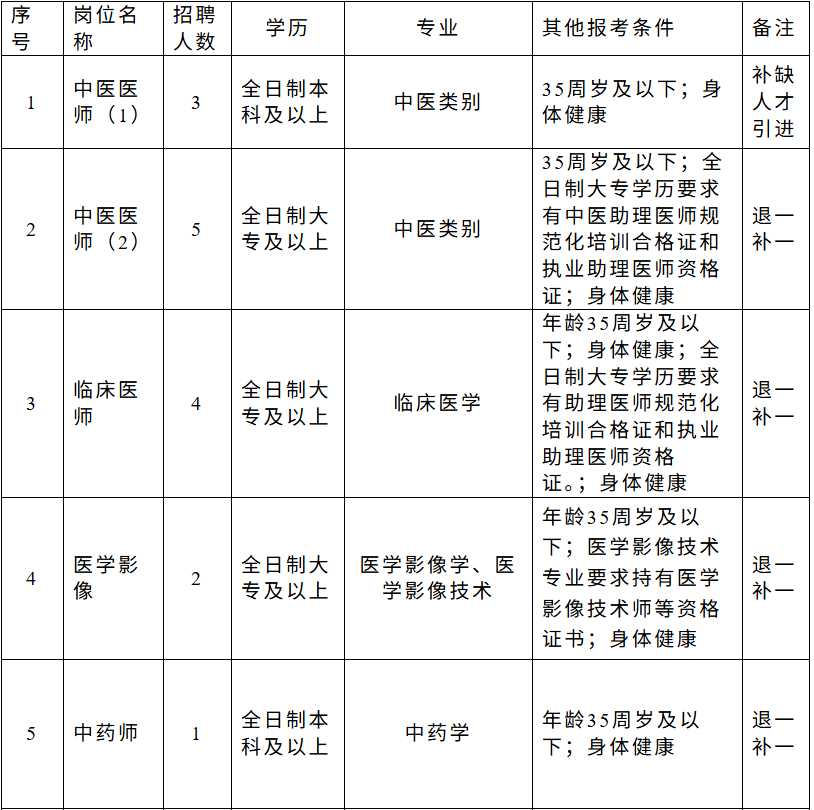 序号
岗位名称
招聘人数
学历
专业
其他报考条件
备注
1
中医医
师（1）
3
全日制本
科及以上
中医类别
35周岁及以下；身
体健康
补缺
人才
引进
2
中医医
师（2）
5
全日制大
专及以上
中医类别
35周岁及以下；全
日制大专学历要求
有中医助理医师规
范化培训合格证和
执业助理医师资格
证；身体健康
退一
补一
3
临床医
师
4
全日制大
专及以上
临床医学
年龄35周岁及以
下；身体健康；全
日制大专学历要求
有助理医师规范化
培训合格证和执业
助理医师资格
证。；身体健康
退一
补一
4
医学影
像
2
全日制大
专及以上
医学影像学、医
学影像技术
年龄35周岁及以
下；医学影像技术
专业要求持有医学
影像技术师等资格
证书；身体健康
退一
补一
5
中药师
1
全日制本
科及以上
中药学
年龄35周岁及以
下；身体健康
退一
补一